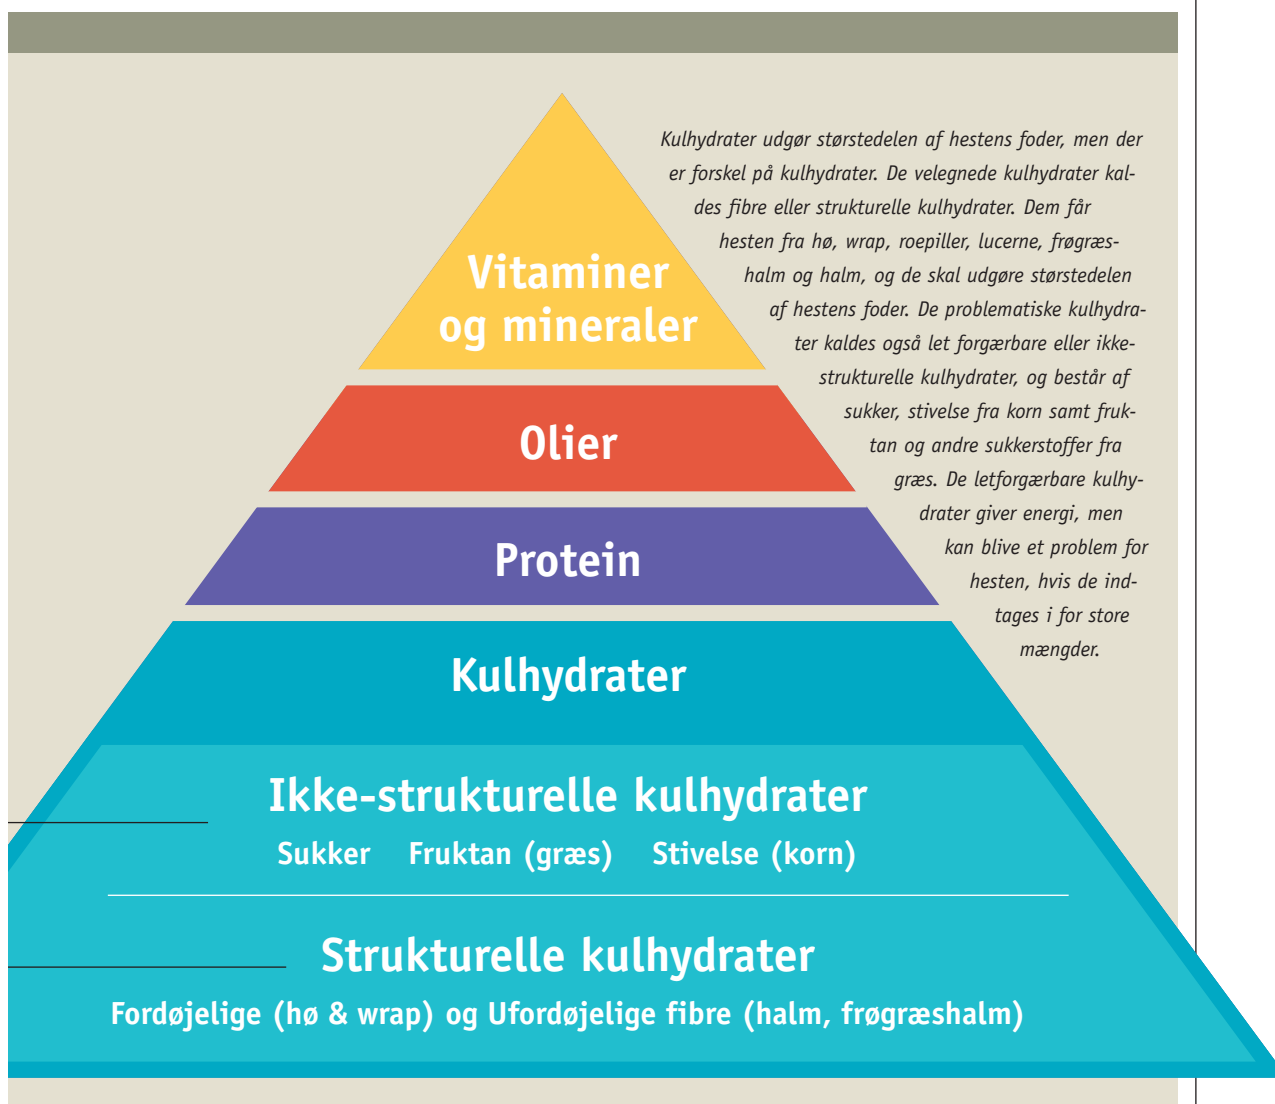 Kulhydrater udgør størstedelen af hestens foder, men der
er forskel på kulhydrater. De velegnede kulhydrater kal-
des fibre eller strukturelle kulhydrater. Dem får
hesten fra hø, wrap, roepiller, lucerne, frøgræs-
halm og halm, og de skal udgøre størstedelen
af hestens foder. De problematiske kulhydra-
ter kaldes også let forgærbare eller ikke-
strukturelle kulhydrater, og består af
sukker, stivelse fra korn samt fruk-
tan og andre sukkerstoffer fra
græs. De letforgærbare kulhy-
drater giver energi, men
kan blive et problem for
hesten, hvis de ind-
tages i for store
mængder.
Vitaminer
og mineraler
Olier
Protein
Kulhydrater
Ikke-strukturelle kulhydrater
Sukker Fruktan (græs) Stivelse (korn)
Strukturelle kulhydrater
Fordøjelige (hø & wrap) og Ufordøjelige fibre (halm, frøgræshalm)